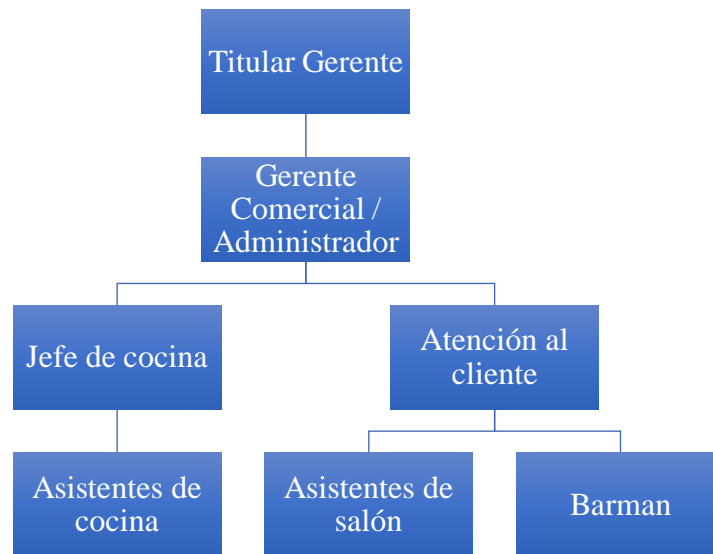 Titular Gerente
Gerente
Comercial /
Administrador
Jefe de cocina
Atención al
cliente
Asistentes de
cocina
Asistentes de
salón
Barman